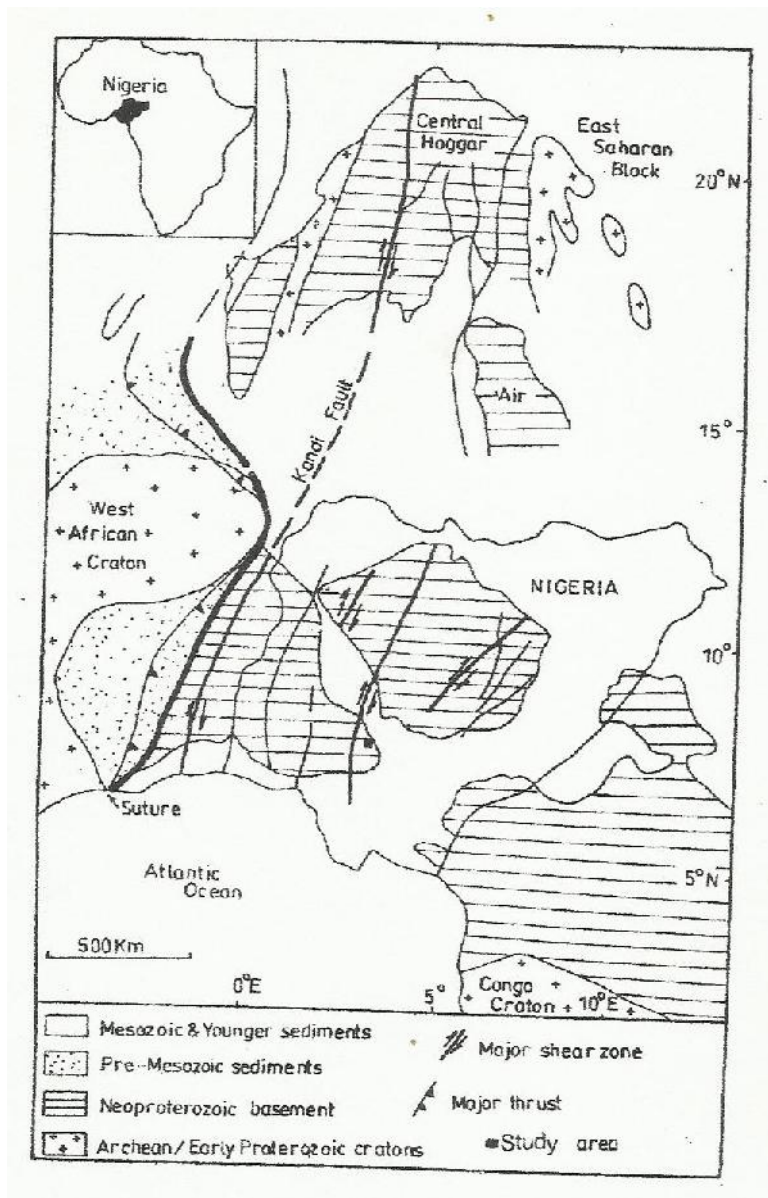 Nigeria
Central
Hoggar
East
Saharan
Block
20°N
Air
15°
Kandi Fault
West
African
Craton
NIGERIA
10°
Suture
Atlantic
Ocean
5°N
500Km
0°E
5°
Congo
Craton
10°E
Mesozoic & Younger sediments
Pre-Mesozoic sediments
Neoproterozoic basement
Archean/Early Proterozoic cratons
Major shear zone
Major thrust
Study area